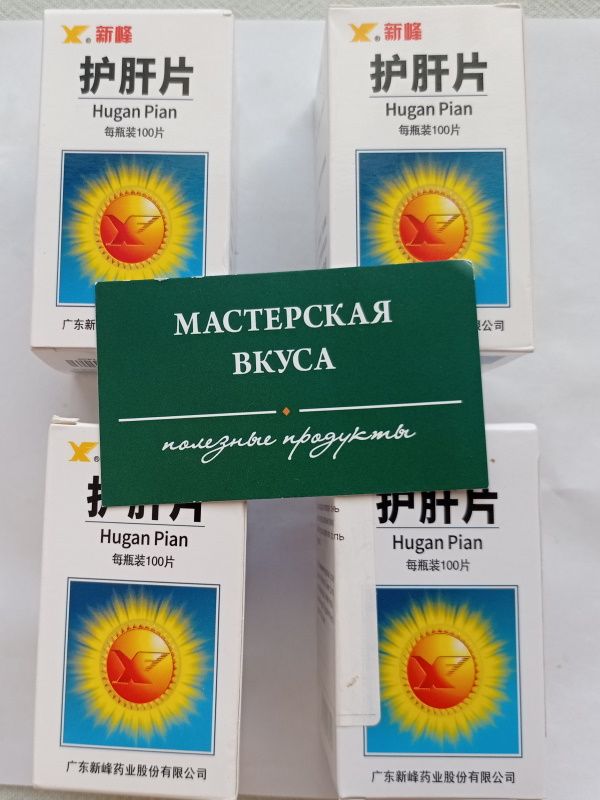 新峰
护肝片
Hugan Pian
每瓶装100片
广东新
新峰
护肝片
Hugan Pian
每瓶装100片
限公司
МАСТЕРСКАЯ
ВКУСА
полезные продукты
护肝片
Hugan Pian
每瓶装100片
广东新峰药业股份有限公司
护肝片
Hugan Pian
每瓶装100片
广东新峰药业股份有限公司